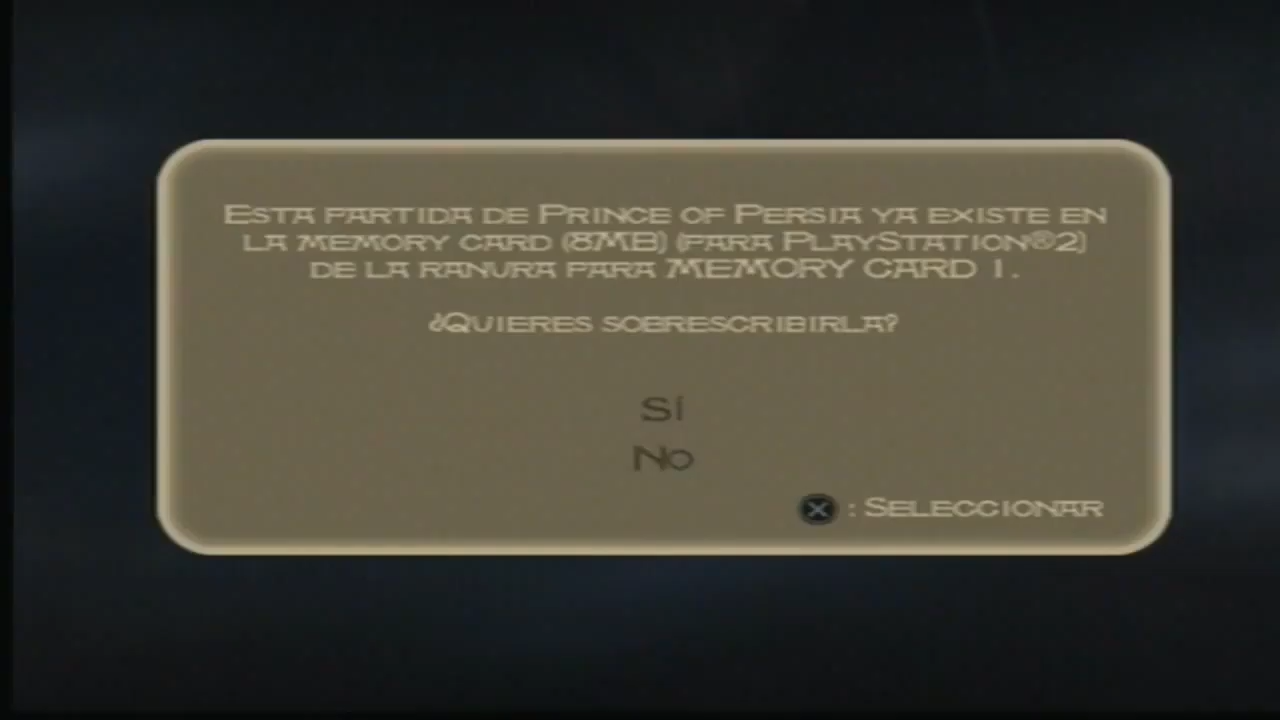 Esta partida de Prince of Persia ya existe en
la memory card (8MB) (para PlayStation®2)
de la ranura para MEMORY CARD 1.
¿Quieres sobrescribirla?
Sí
No
: Seleccionar